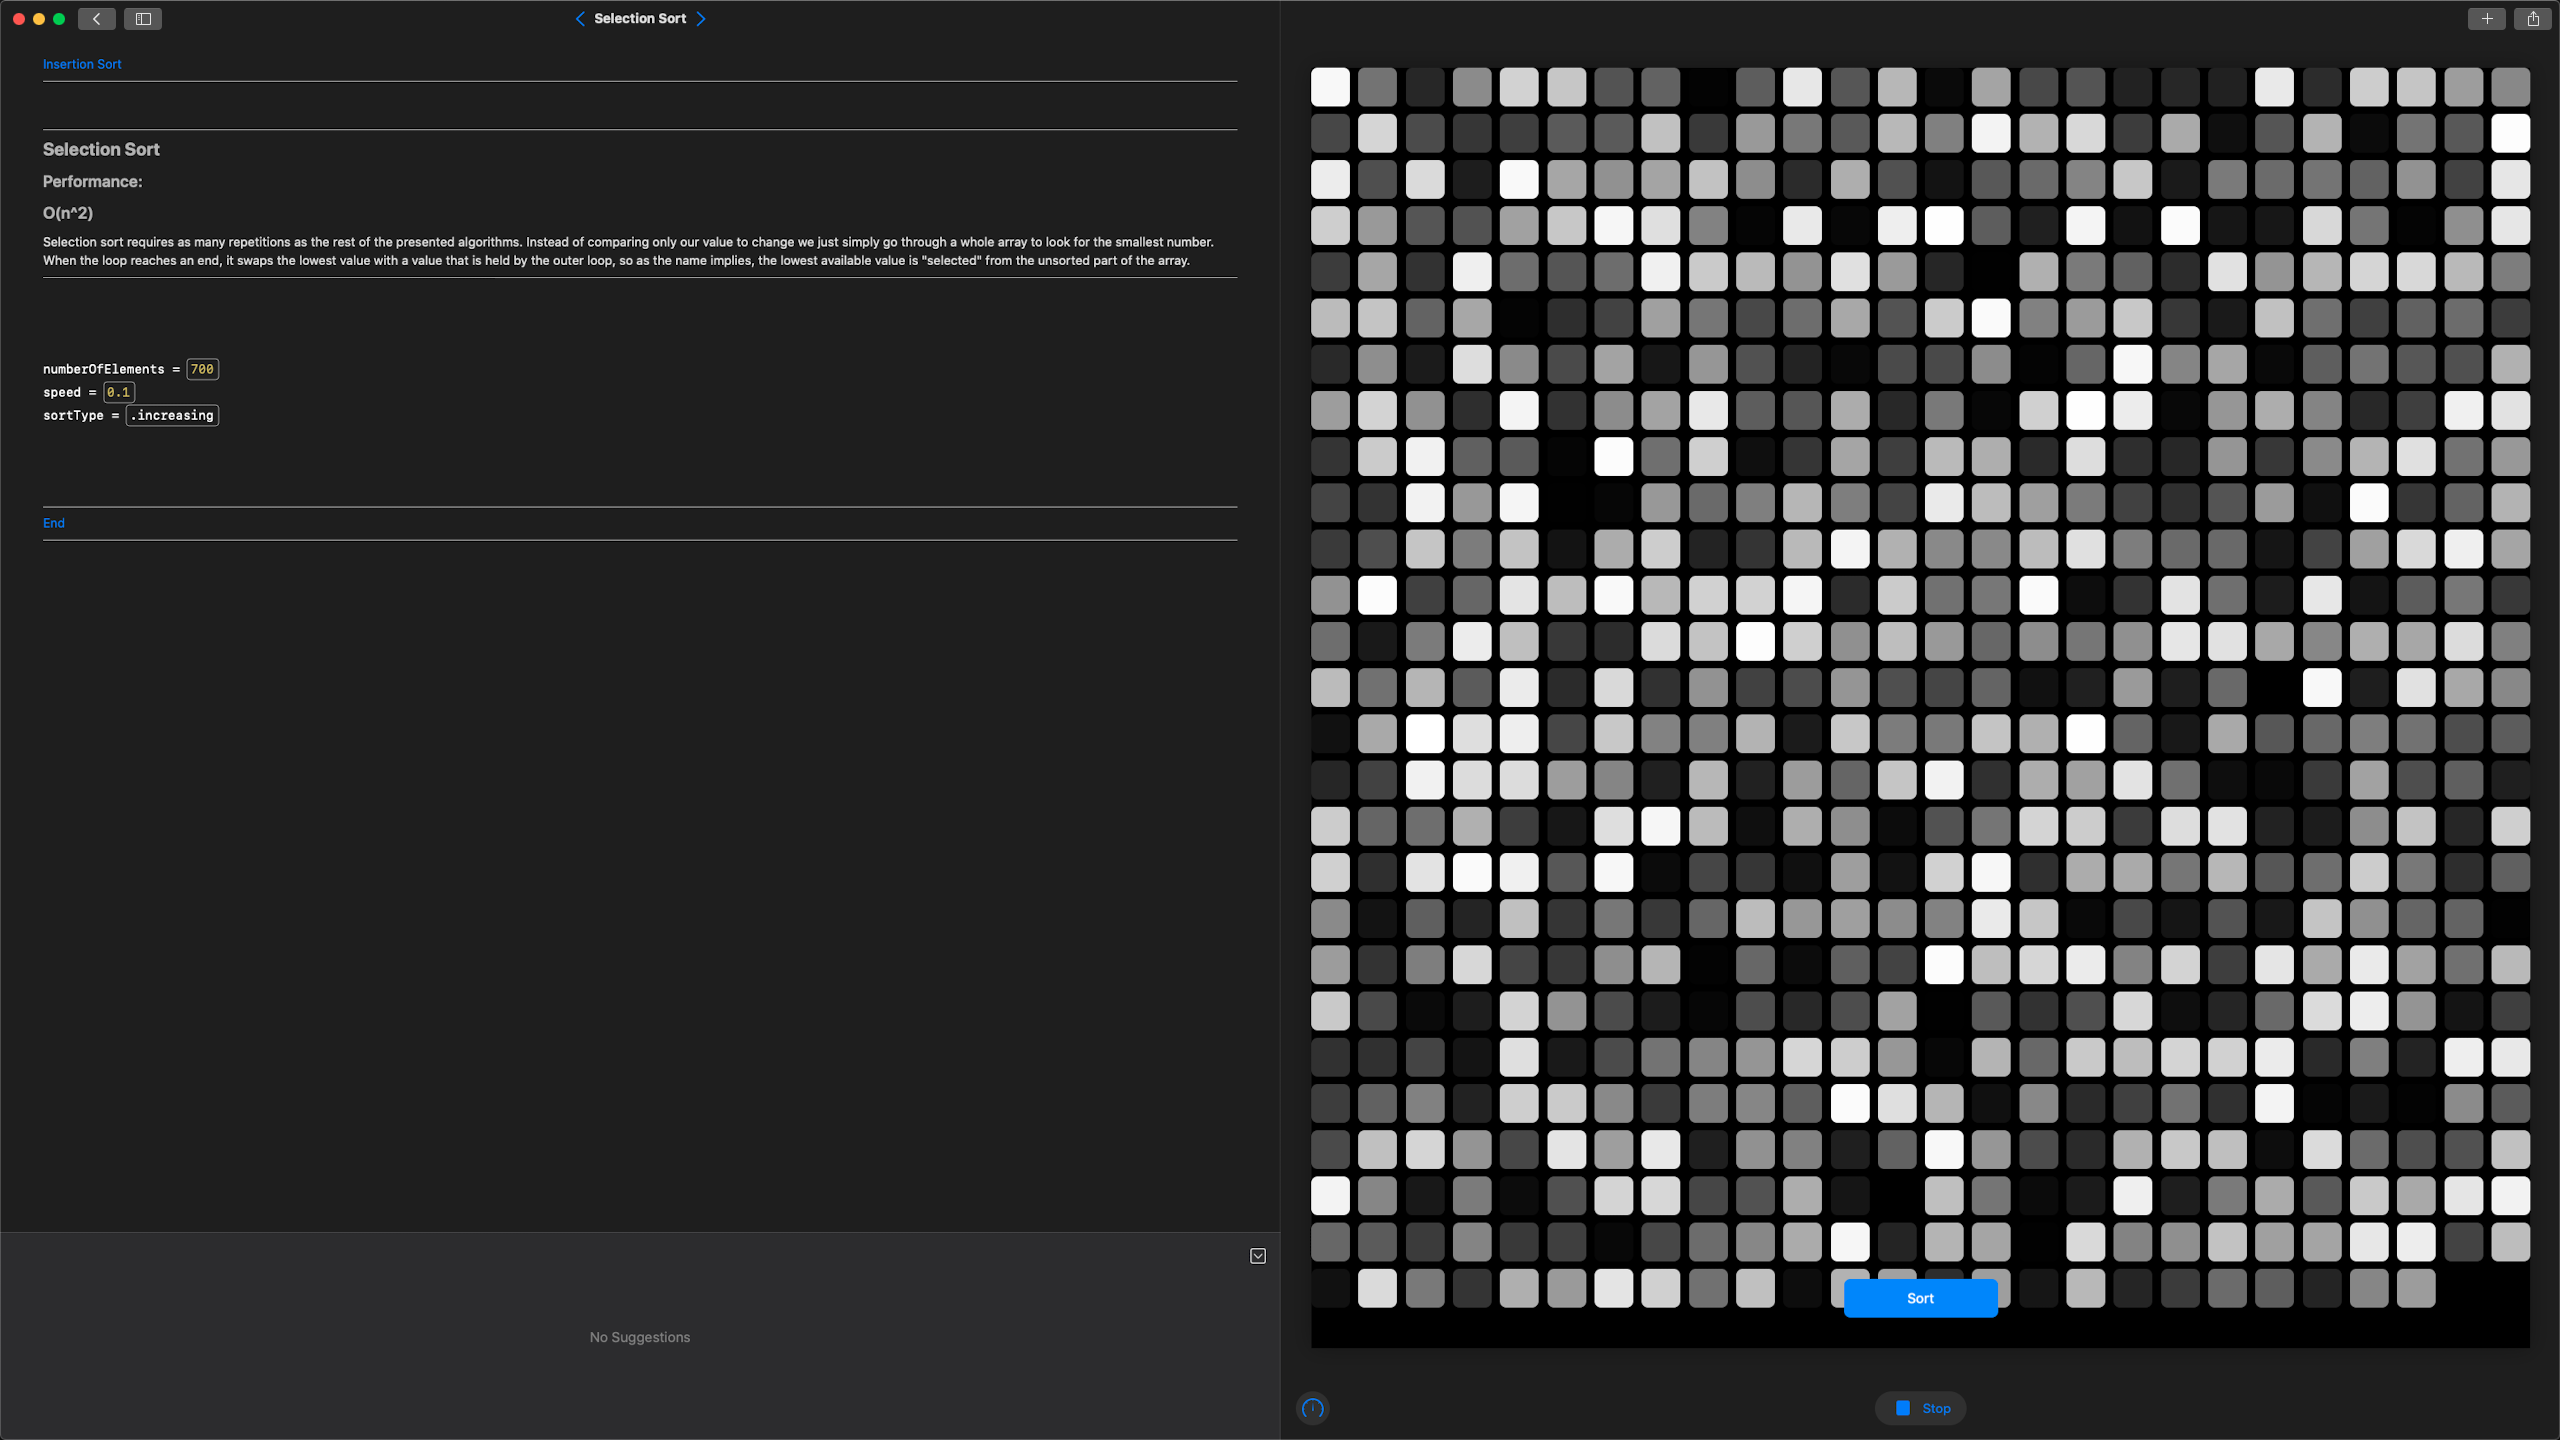 Selection Sort
Insertion Sort
Selection Sort
Performance:
O(n^2)
Selection sort requires as many repetitions as the rest of the presented algorithms. Instead of comparing only our value to change we just simply go through a whole array to look for the smallest number.
When the loop reaches an end, it swaps the lowest value with a value that is held by the outer loop, so as the name implies, the lowest available value is "selected" from the unsorted part of the array.
numberOfElements = 700
speed = 0.1
sortType = .increasing
End
No Suggestions
Sort
Stop